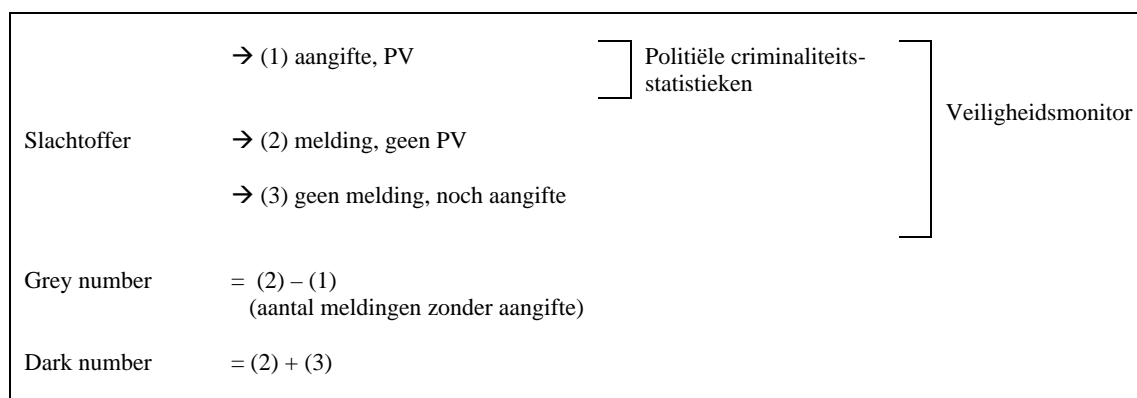 → (1) aangifte, PV
Politiële criminaliteits-
statistieken
Veiligheidsmonitor
Slachtoffer → (2) melding, geen PV
→ (3) geen melding, noch aangifte
Grey number = (2) – (1)
(aantal meldingen zonder aangifte)
Dark number = (2) + (3)